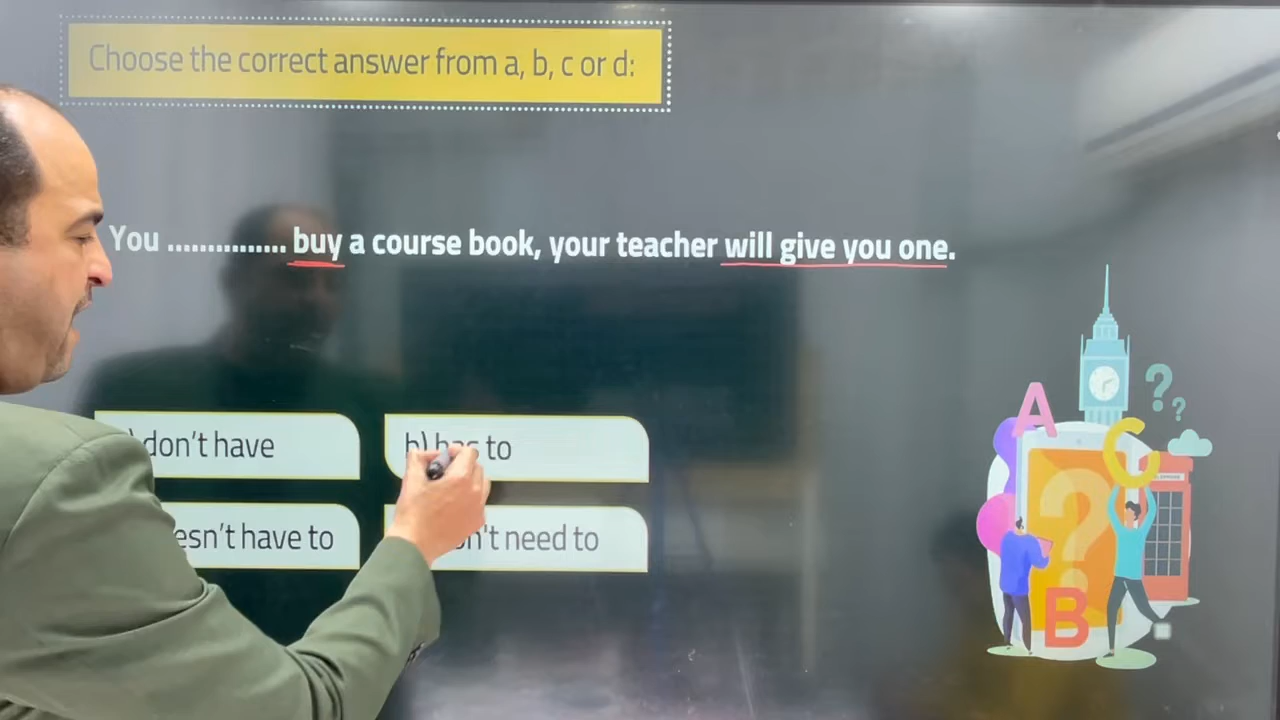 Choose the correct answer from a, b, c or d:
You ............... buy a course book, your teacher will give you one.
don't have
b) has to
esn't have to
n't need to
A
C
B